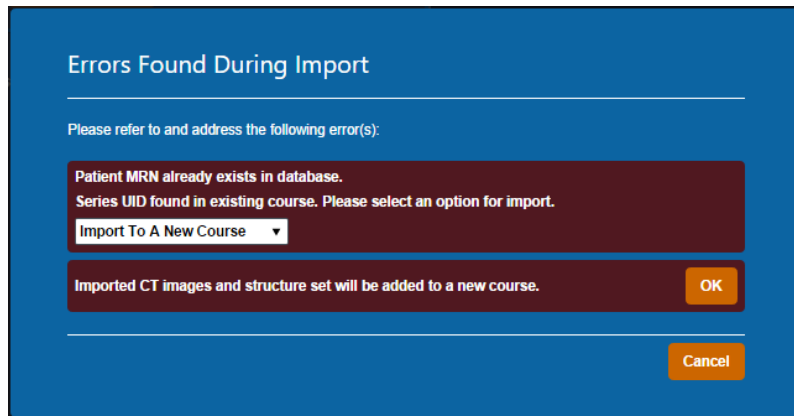 Errors Found During Import
Please refer to and address the following error(s):
Patient MRN already exists in database.
Series UID found in existing course. Please select an option for import.
Import To A New Course
Imported CT images and structure set will be added to a new course.
OK
Cancel